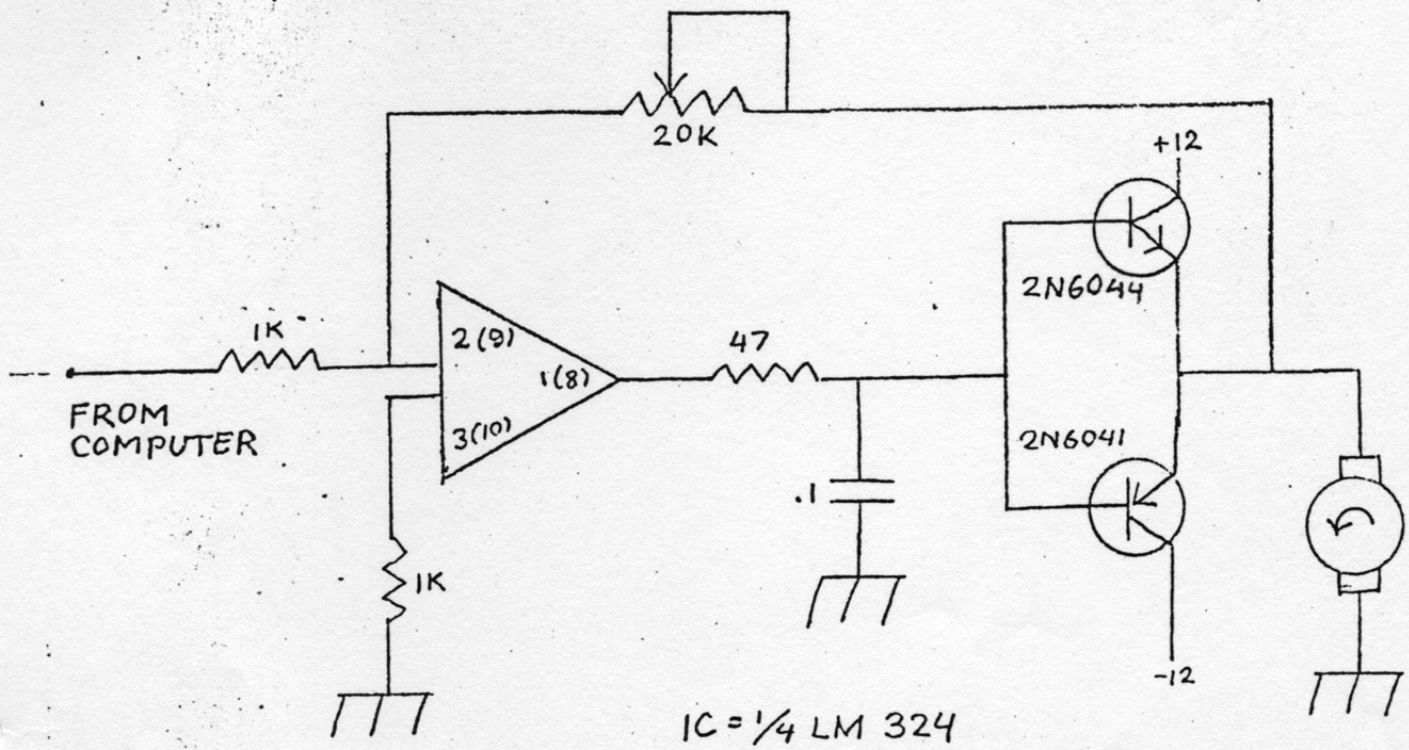 20K
+12
2N6044
1K
2(9)
1(8)
3(10)
47
FROM
COMPUTER
2N6041
.1
1K
-12
IC = 1/4 LM 324